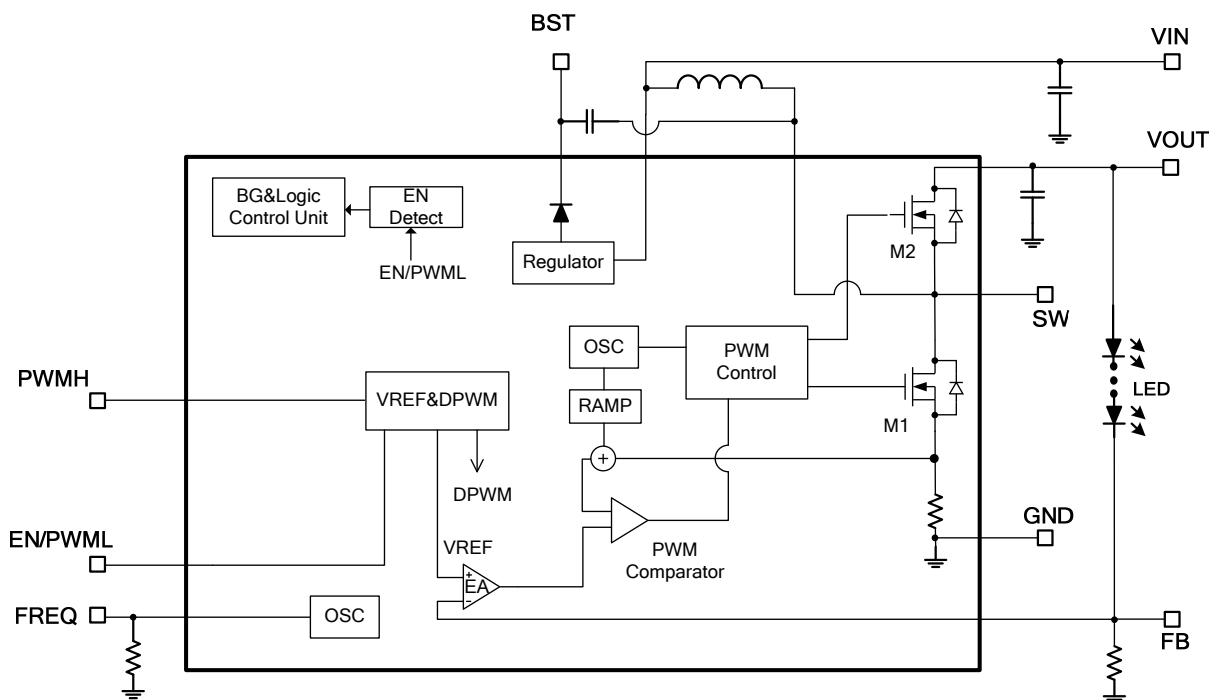 BST
VIN
VOUT
BG&Logic
Control Unit
EN
Detect
EN/PWML
Regulator
M2
SW
OSC
PWM
Control
PWMH
VREF&DPWM
RAMP
M1
LED
+
DPWM
GND
EN/PWML
VREF
PWM
Comparator
+
EA
-
FREQ
OSC
FB